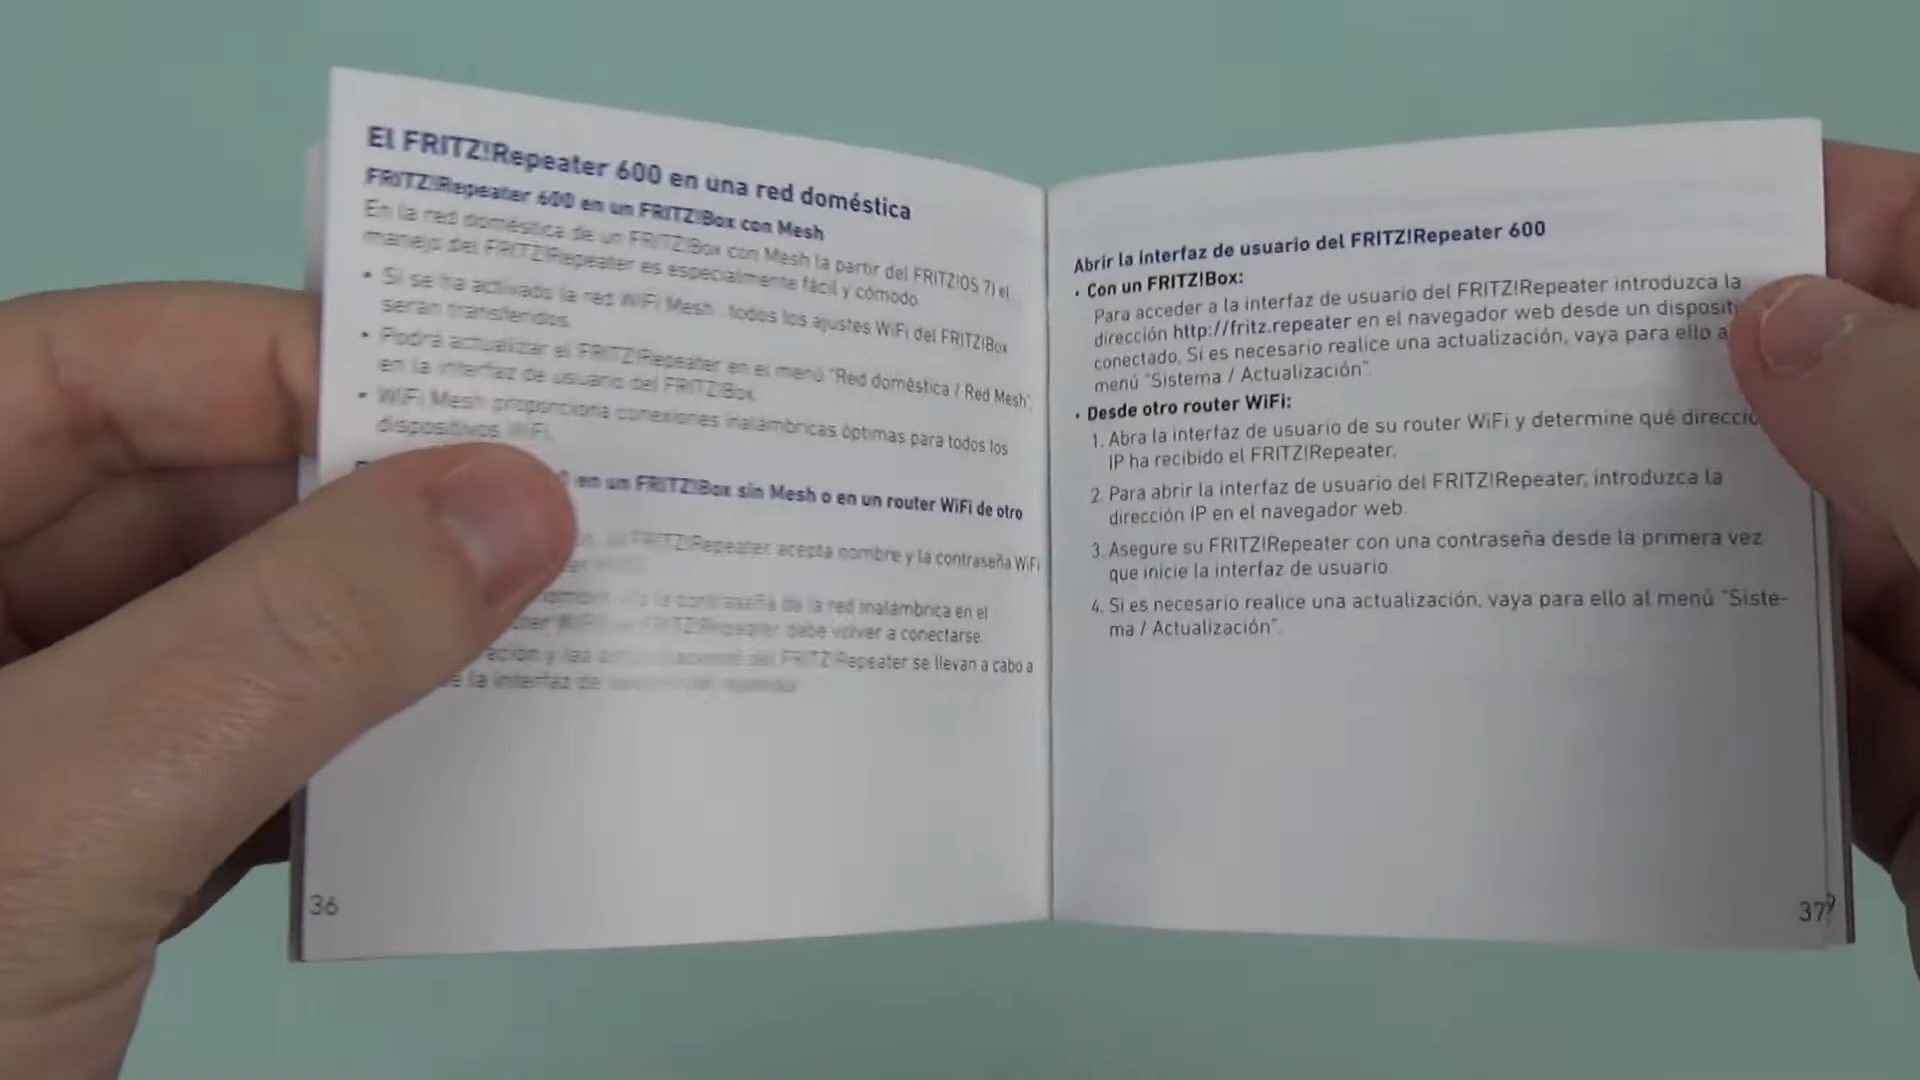 El FRITZ!Repeater 600 en una red doméstica
FRITZ!Repeater 600 en un FRITZ!Box con Mesh
En la red doméstica de un FRITZ!Box con Mesh (a partir del FRITZ!OS 7) el
manejo del FRITZ!Repeater es especialmente fácil y cómodo.
• Si se ha activado la red WiFi Mesh, todos los ajustes WiFi del FRITZ!Box
serán transferidos.
• Podrá actualizar el FRITZ!Repeater en el menú "Red doméstica / Red Mesh",
en la interfaz de usuario del FRITZ!Box.
• WiFi Mesh proporciona conexiones inalámbricas óptimas para todos los
dispositivos WiFi.
en un FRITZ!Box sin Mesh o en un router WiFi de otro
FRITZ!Repeater acepta nombre y la contraseña WiFi
la contraseña de la red inalámbrica en el
FRITZ!Repeater debe volver a conectarse.
del FRITZ!Repeater se llevan a cabo a
la interfaz de
36
Abrir la interfaz de usuario del FRITZ!Repeater 600
• Con un FRITZ!Box:
Para acceder a la interfaz de usuario del FRITZ!Repeater introduzca la
dirección http://fritz.repeater en el navegador web desde un disposit
conectado. Si es necesario realice una actualización, vaya para ello a
menú "Sistema / Actualización".
• Desde otro router WiFi:
1. Abra la interfaz de usuario de su router WiFi y determine qué direcció
IP ha recibido el FRITZ!Repeater.
2. Para abrir la interfaz de usuario del FRITZ!Repeater, introduzca la
dirección IP en el navegador web.
3. Asegure su FRITZ!Repeater con una contraseña desde la primera vez
que inicie la interfaz de usuario.
4. Si es necesario realice una actualización, vaya para ello al menú "Siste-
ma / Actualización".
37
9